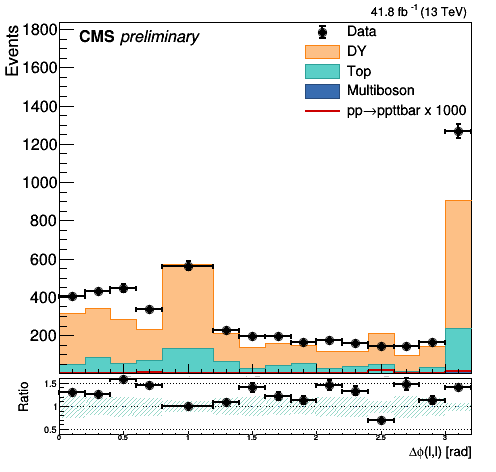 41.8 fb⁻¹ (13 TeV)
CMS preliminary
Data
DY
Top
Multiboson
pp→ppttbar x 1000
Events
1800
1600
1400
1200
1000
800
600
400
200
Ratio
1.5
1
0.5
0 0.5 1 1.5 2 2.5 3
Δϕ(l,l) [rad]